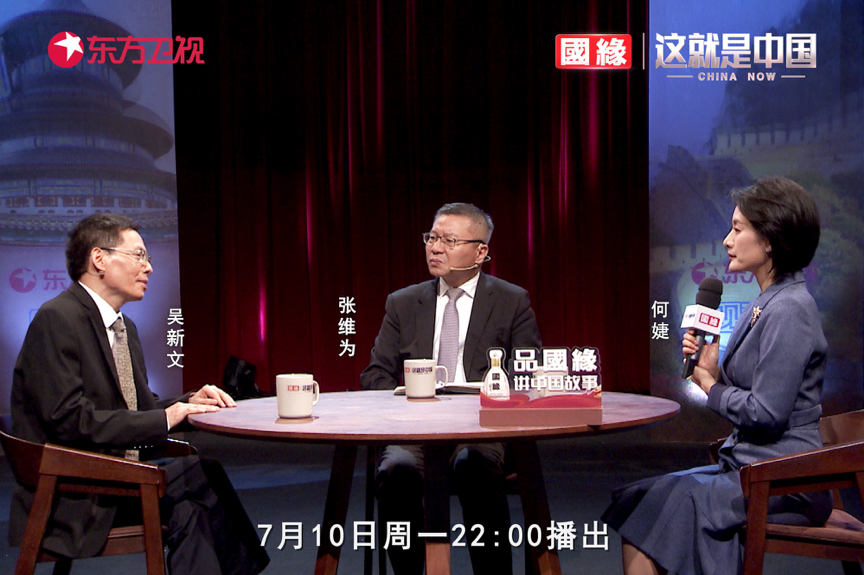 东方卫视
國緣
这就是中国
CHINA NOW
吴新文
张维为
何婕
國緣
品國緣
讲中国故事
7月10日周一22:00播出